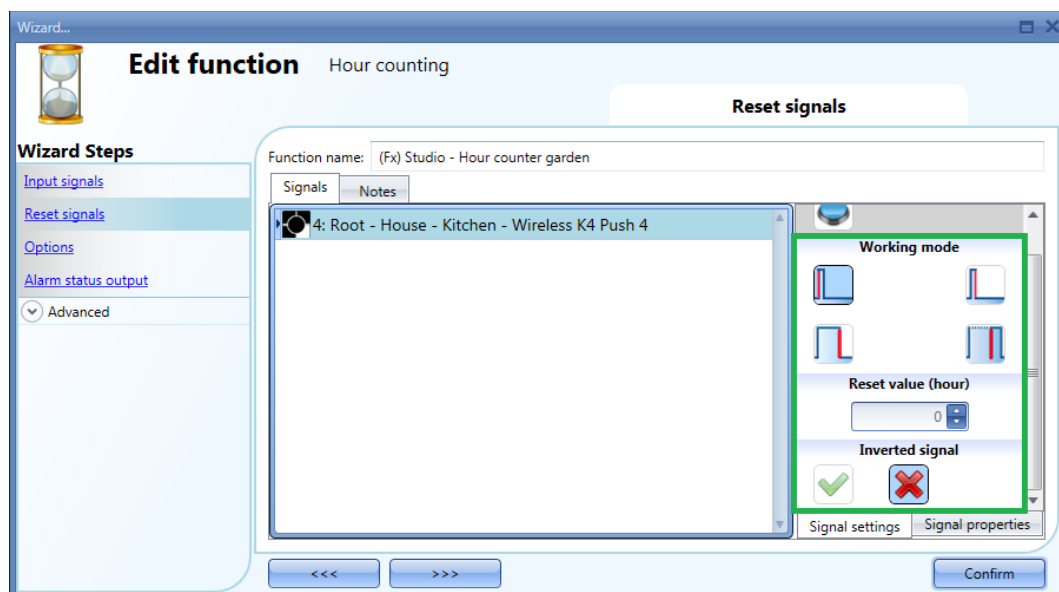 Wizard...
Edit function Hour counting
Reset signals
Wizard Steps
Input signals
Reset signals
Options
Alarm status output
Advanced
Function name: (Fx) Studio - Hour counter garden
Signals Notes
4: Root - House - Kitchen - Wireless K4 Push 4
Working mode
Reset value (hour)
0
Inverted signal
Signal settings Signal properties
<<< >>> Confirm